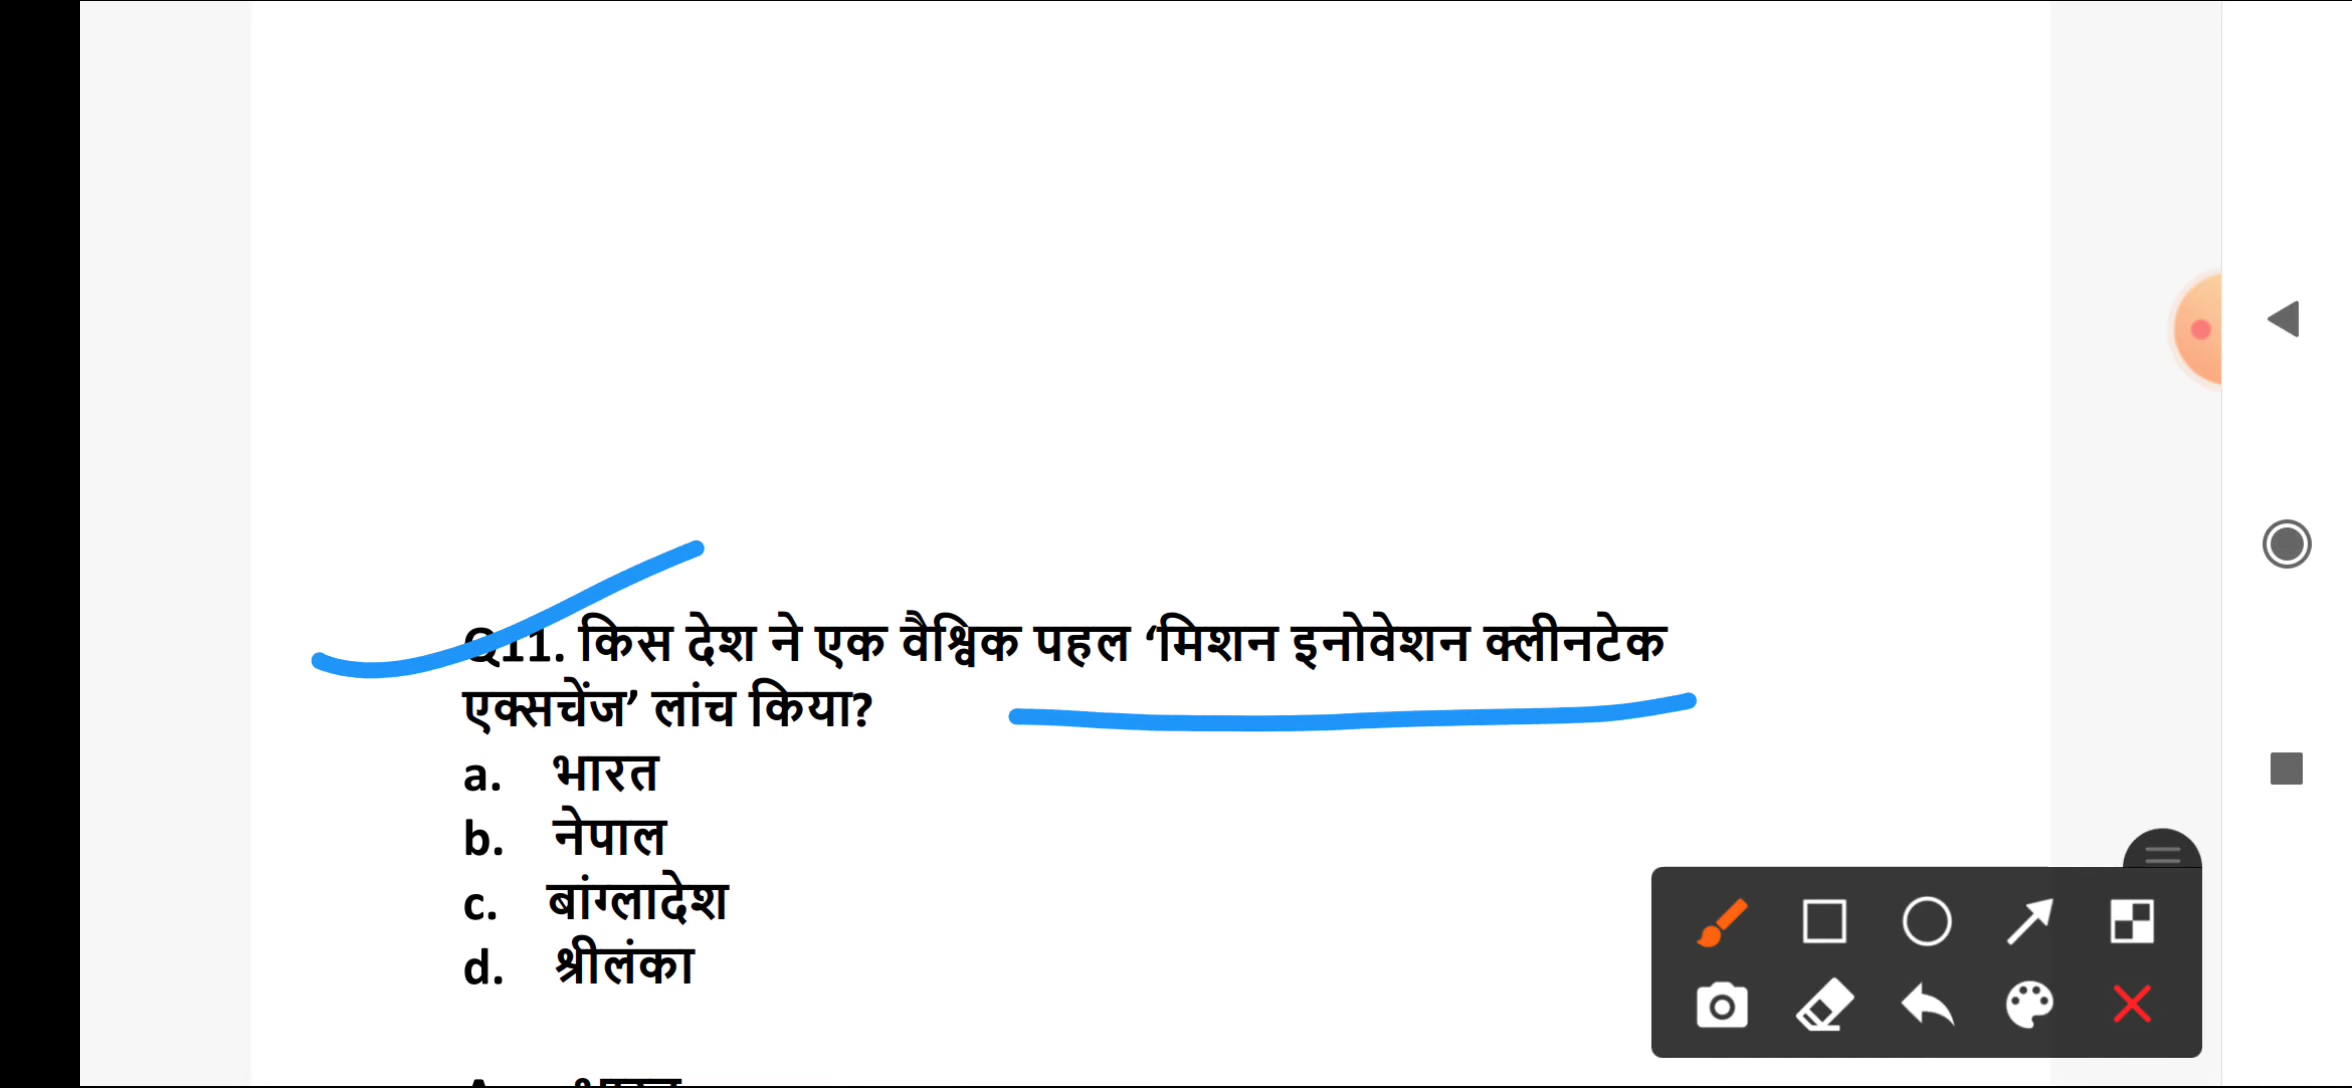 Q11. किस देश ने एक वैश्विक पहल ‘मिशन इनोवेशन क्लीनटेक
एक्सचेंज’ लांच किया?
a. भारत
b. नेपाल
c. बांग्लादेश
d. श्रीलंका